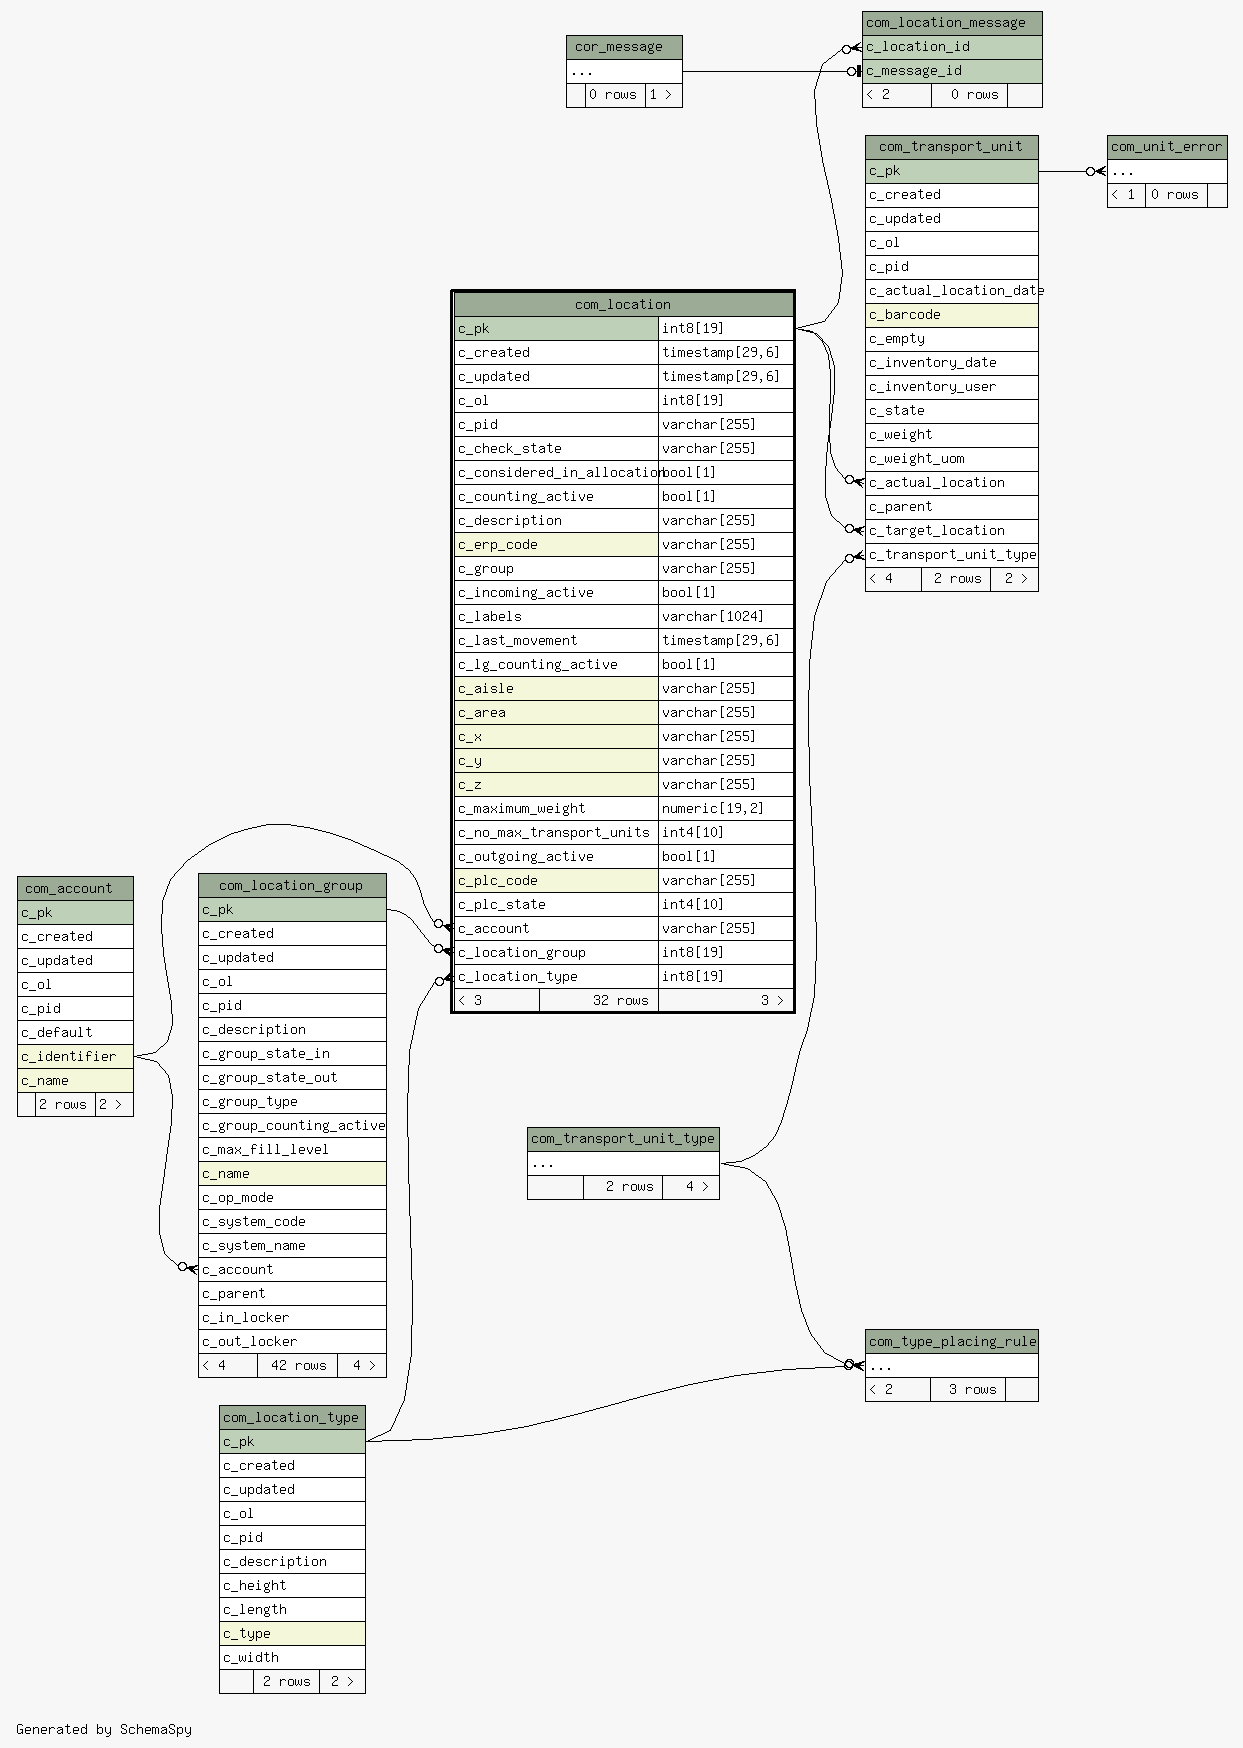 com_location_message
c_location_id
c_message_id
< 2 0 rows
cor_message
...
0 rows 1 >
com_transport_unit
c_pk
c_created
c_updated
c_ol
c_pid
c_actual_location_date
c_barcode
c_empty
c_inventory_date
c_inventory_user
c_state
c_weight
c_weight_uom
c_actual_location
c_parent
c_target_location
c_transport_unit_type
< 4 2 rows 2 >
com_unit_error
...
< 1 0 rows
com_location
c_pk int8[19]
c_created timestamp[29,6]
c_updated timestamp[29,6]
c_ol int8[19]
c_pid varchar[255]
c_check_state varchar[255]
c_considered_in_allocation bool[1]
c_counting_active bool[1]
c_description varchar[255]
c_erp_code varchar[255]
c_group varchar[255]
c_incoming_active bool[1]
c_labels varchar[1024]
c_last_movement timestamp[29,6]
c_lg_counting_active bool[1]
c_aisle varchar[255]
c_area varchar[255]
c_x varchar[255]
c_y varchar[255]
c_z varchar[255]
c_maximum_weight numeric[19,2]
c_no_max_transport_units int4[10]
c_outgoing_active bool[1]
c_plc_code varchar[255]
c_plc_state int4[10]
c_account varchar[255]
c_location_group int8[19]
c_location_type int8[19]
< 3 32 rows 3 >
com_account
c_pk
c_created
c_updated
c_ol
c_pid
c_default
c_identifier
c_name
2 rows 2 >
com_location_group
c_pk
c_created
c_updated
c_ol
c_pid
c_description
c_group_state_in
c_group_state_out
c_group_type
c_group_counting_active
c_max_fill_level
c_name
c_op_mode
c_system_code
c_system_name
c_account
c_parent
c_in_locker
c_out_locker
< 4 42 rows 4 >
com_transport_unit_type
...
2 rows 4 >
com_type_placing_rule
...
< 2 3 rows
com_location_type
c_pk
c_created
c_updated
c_ol
c_pid
c_description
c_height
c_length
c_type
c_width
2 rows 2 >
Generated by SchemaSpy